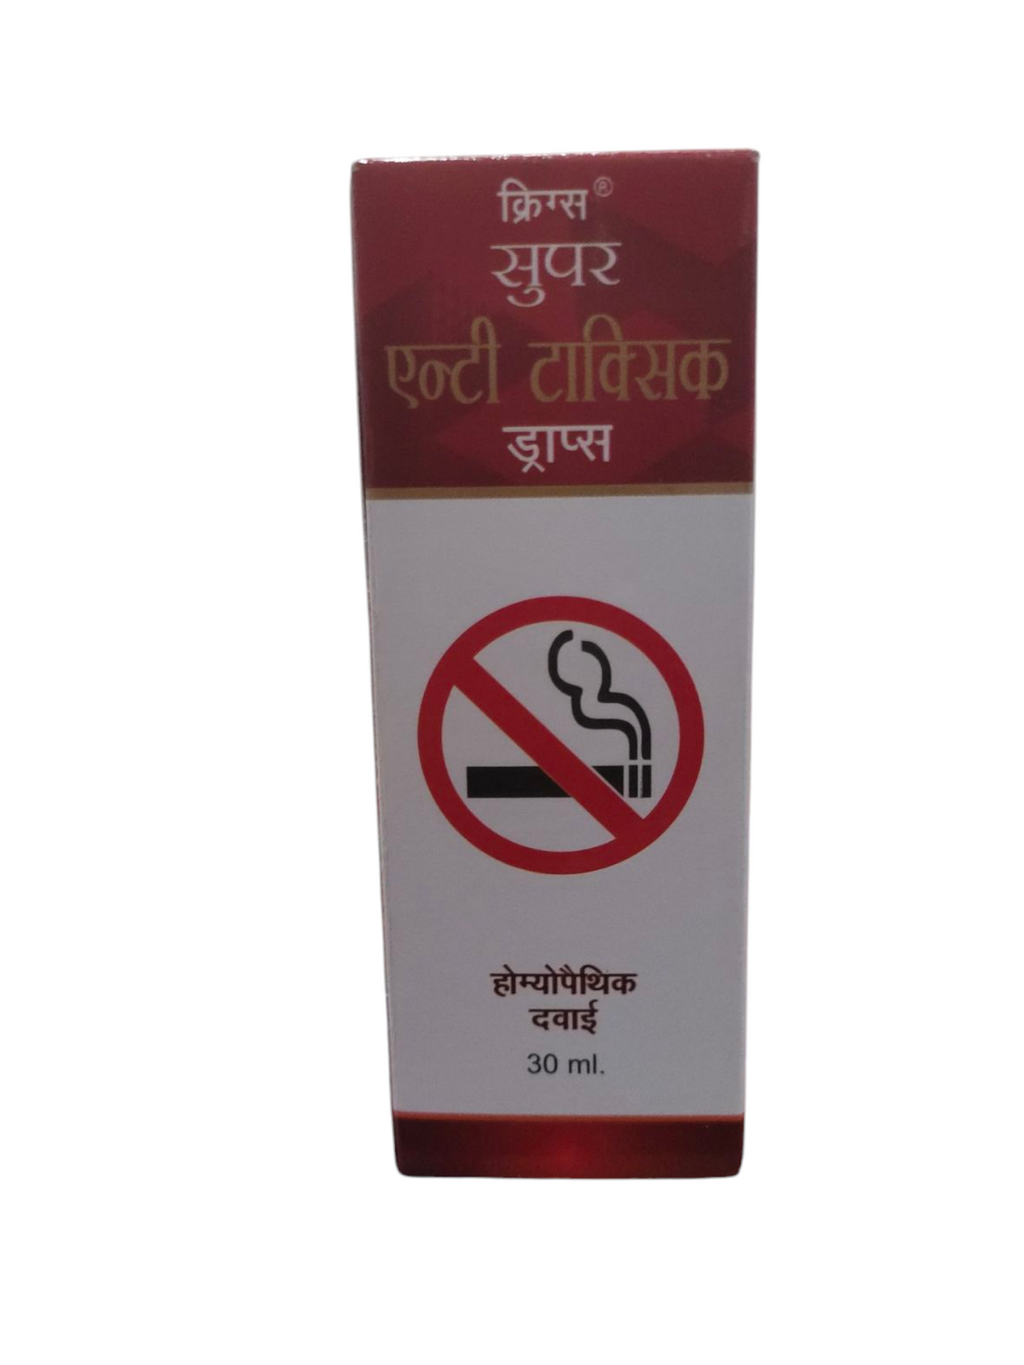 क्रिग्स®
सुपर
एन्टी टाक्सिक
ड्राप्स
होम्योपैथिक
दवाई
30 ml.